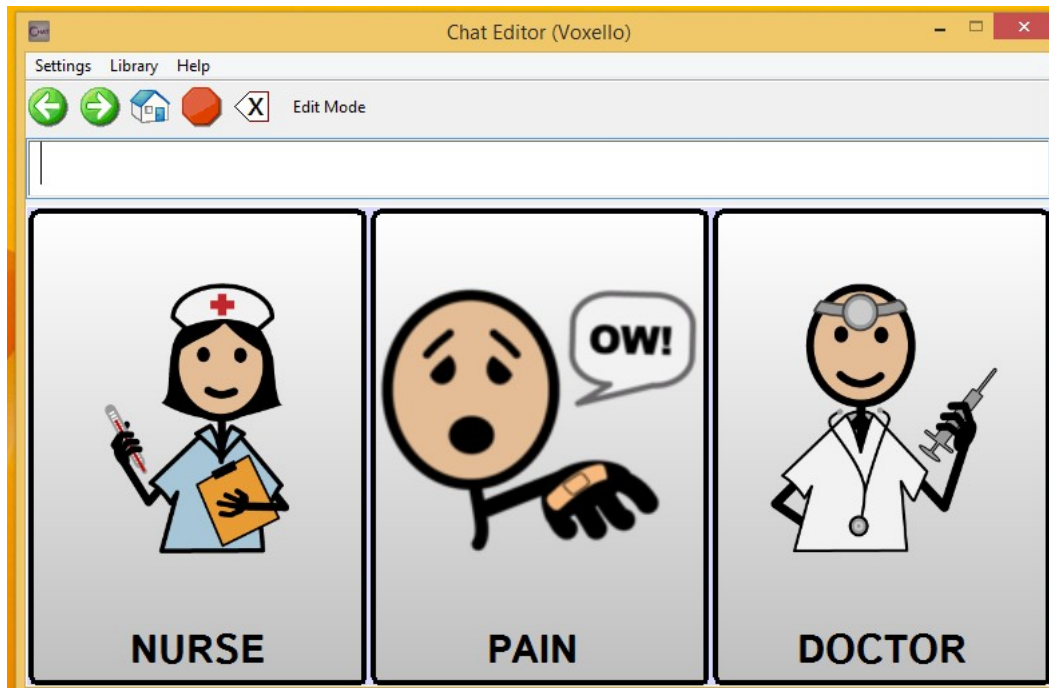 Chat Editor (Voxello)
Settings Library Help
X Edit Mode
OW!
NURSE PAIN DOCTOR